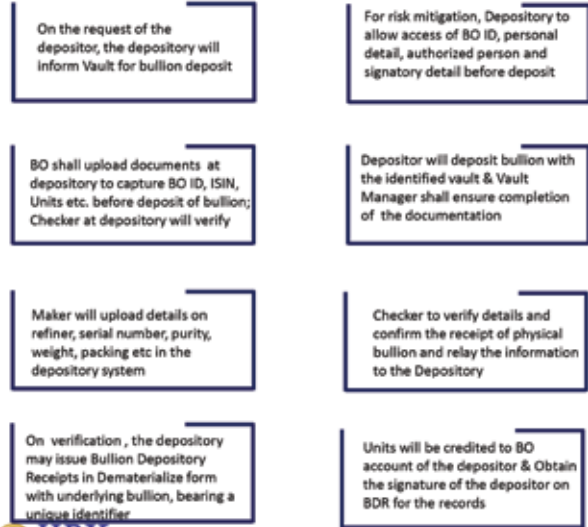 On the request of the
depositor, the depository will
inform Vault for bullion deposit
For risk mitigation, Depository to
allow access of BO ID, personal
detail, authorized person and
signatory detail before deposit
BO shall upload documents at
depository to capture BO ID, ISIN,
Units etc. before deposit of bullion;
Checker at depository will verify
Depositor will deposit bullion with
the identified vault & Vault
Manager shall ensure completion
of the documentation
Maker will upload details on
refiner, serial number, purity,
weight, packing etc in the
depository system
Checker to verify details and
confirm the receipt of physical
bullion and relay the information
to the Depository
On verification , the depository
may issue Bullion Depository
Receipts in Dematerialize form
with underlying bullion, bearing a
unique identifier
Units will be credited to BO
account of the depositor & Obtain
the signature of the depositor on
BDR for the records